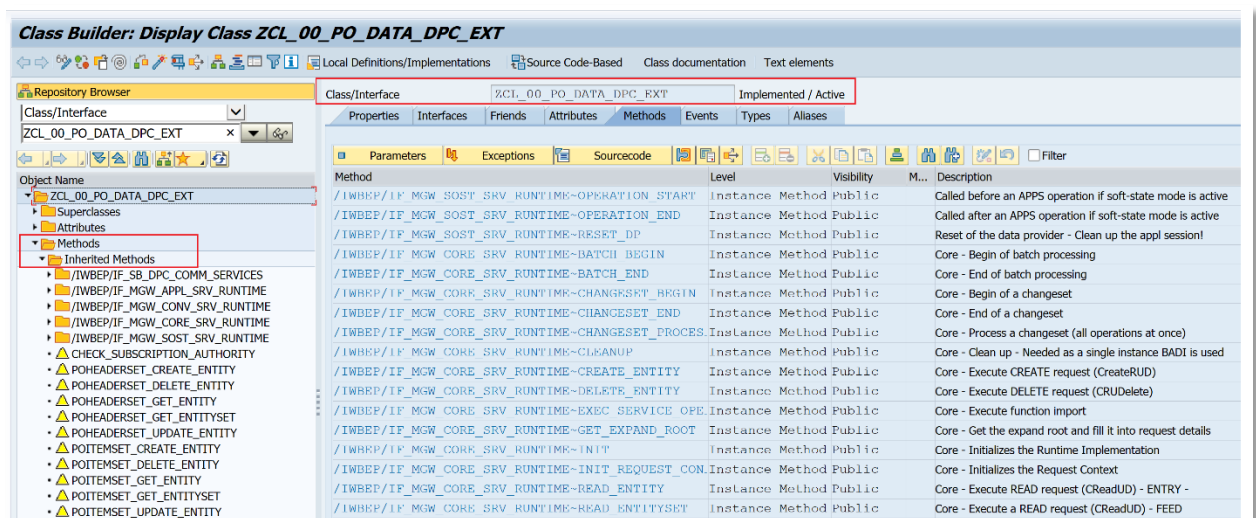 Class Builder: Display Class ZCL_00_PO_DATA_DPC_EXT
Local Definitions/Implementations Source Code-Based Class documentation Text elements
Repository Browser
Class/Interface
ZCL_00_PO_DATA_DPC_EXT
Object Name
ZCL_00_PO_DATA_DPC_EXT
Superclasses
Attributes
Methods
Inherited Methods
/IWBEP/IF_SB_DPC_COMM_SERVICES
/IWBEP/IF_MGW_APPL_SRV_RUNTIME
/IWBEP/IF_MGW_CONV_SRV_RUNTIME
/IWBEP/IF_MGW_CORE_SRV_RUNTIME
/IWBEP/IF_MGW_SOST_SRV_RUNTIME
CHECK_SUBSCRIPTION_AUTHORITY
POHEADERSET_CREATE_ENTITY
POHEADERSET_DELETE_ENTITY
POHEADERSET_GET_ENTITY
POHEADERSET_GET_ENTITYSET
POHEADERSET_UPDATE_ENTITY
POITEMSET_CREATE_ENTITY
POITEMSET_DELETE_ENTITY
POITEMSET_GET_ENTITY
POITEMSET_GET_ENTITYSET
POITEMSET_UPDATE_ENTITY
Class/Interface ZCL_00_PO_DATA_DPC_EXT Implemented / Active
Properties Interfaces Friends Attributes Methods Events Types Aliases
Parameters Exceptions Sourcecode Filter
Method Level Visibility M... Description
/IWBEP/IF_MGW_SOST_SRV_RUNTIME~OPERATION_START Instance Method Public Called before an APPS operation if soft-state mode is active
/IWBEP/IF_MGW_SOST_SRV_RUNTIME~OPERATION_END Instance Method Public Called after an APPS operation if soft-state mode is active
/IWBEP/IF_MGW_SOST_SRV_RUNTIME~RESET_DP Instance Method Public Reset of the data provider - Clean up the appl session!
/IWBEP/IF_MGW_CORE_SRV_RUNTIME~BATCH_BEGIN Instance Method Public Core - Begin of batch processing
/IWBEP/IF_MGW_CORE_SRV_RUNTIME~BATCH_END Instance Method Public Core - End of batch processing
/IWBEP/IF_MGW_CORE_SRV_RUNTIME~CHANGESET_BEGIN Instance Method Public Core - Begin of a changeset
/IWBEP/IF_MGW_CORE_SRV_RUNTIME~CHANGESET_END Instance Method Public Core - End of a changeset
/IWBEP/IF_MGW_CORE_SRV_RUNTIME~CHANGESET_PROCES. Instance Method Public Core - Process a changeset (all operations at once)
/IWBEP/IF_MGW_CORE_SRV_RUNTIME~CLEANUP Instance Method Public Core - Clean up - Needed as a single instance BADI is used
/IWBEP/IF_MGW_CORE_SRV_RUNTIME~CREATE_ENTITY Instance Method Public Core - Execute CREATE request (CreateRUD)
/IWBEP/IF_MGW_CORE_SRV_RUNTIME~DELETE_ENTITY Instance Method Public Core - Execute DELETE request (CRUDelete)
/IWBEP/IF_MGW_CORE_SRV_RUNTIME~EXEC_SERVICE_OPE. Instance Method Public Core - Execute function import
/IWBEP/IF_MGW_CORE_SRV_RUNTIME~GET_EXPAND_ROOT Instance Method Public Core - Get the expand root and fill it into request details
/IWBEP/IF_MGW_CORE_SRV_RUNTIME~INIT Instance Method Public Core - Initializes the Runtime Implementation
/IWBEP/IF_MGW_CORE_SRV_RUNTIME~INIT_REQUEST_CON. Instance Method Public Core - Initializes the Request Context
/IWBEP/IF_MGW_CORE_SRV_RUNTIME~READ_ENTITY Instance Method Public Core - Execute READ request (CReadUD) - ENTRY -
/IWBEP/IF_MGW_CORE_SRV_RUNTIME~READ_ENTITYSET Instance Method Public Core - Execute a READ request (CReadUD) - FEED